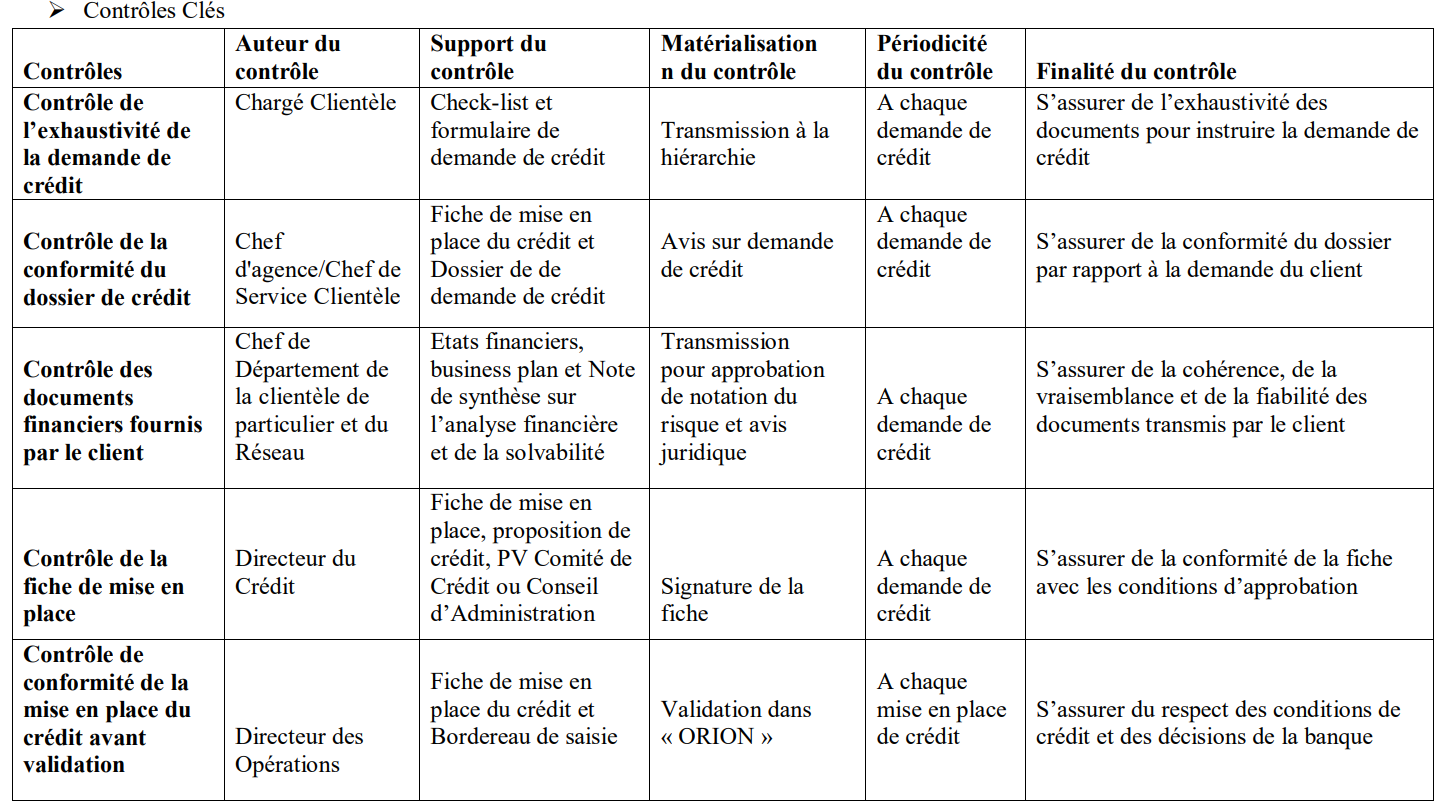 ➢ Contrôles Clés
Contrôles
Auteur du
contrôle
Support du
contrôle
Matérialisation
n du contrôle
Périodicité
du contrôle
Finalité du contrôle
Contrôle de
l’exhaustivité de
la demande de
crédit
Chargé Clientèle
Check-list et
formulaire de
demande de crédit
Transmission à la
hiérarchie
A chaque
demande de
crédit
S’assurer de l’exhaustivité des
documents pour instruire la demande de
crédit
Contrôle de la
conformité du
dossier de crédit
Chef
d'agence/Chef de
Service Clientèle
Fiche de mise en
place du crédit et
Dossier de de
demande de crédit
Avis sur demande
de crédit
A chaque
demande de
crédit
S’assurer de la conformité du dossier
par rapport à la demande du client
Contrôle des
documents
financiers fournis
par le client
Chef de
Département de
la clientèle de
particulier et du
Réseau
Etats financiers,
business plan et Note
de synthèse sur
l’analyse financière
et de la solvabilité
Transmission
pour approbation
de notation du
risque et avis
juridique
A chaque
demande de
crédit
S’assurer de la cohérence, de la
vraisemblance et de la fiabilité des
documents transmis par le client
Contrôle de la
fiche de mise en
place
Directeur du
Crédit
Fiche de mise en
place, proposition de
crédit, PV Comité de
Crédit ou Conseil
d’Administration
Signature de la
fiche
A chaque
demande de
crédit
S’assurer de la conformité de la fiche
avec les conditions d’approbation
Contrôle de
conformité de la
mise en place du
crédit avant
validation
Directeur des
Opérations
Fiche de mise en
place du crédit et
Bordereau de saisie
Validation dans
« ORION »
A chaque
mise en place
de crédit
S’assurer du respect des conditions de
crédit et des décisions de la banque